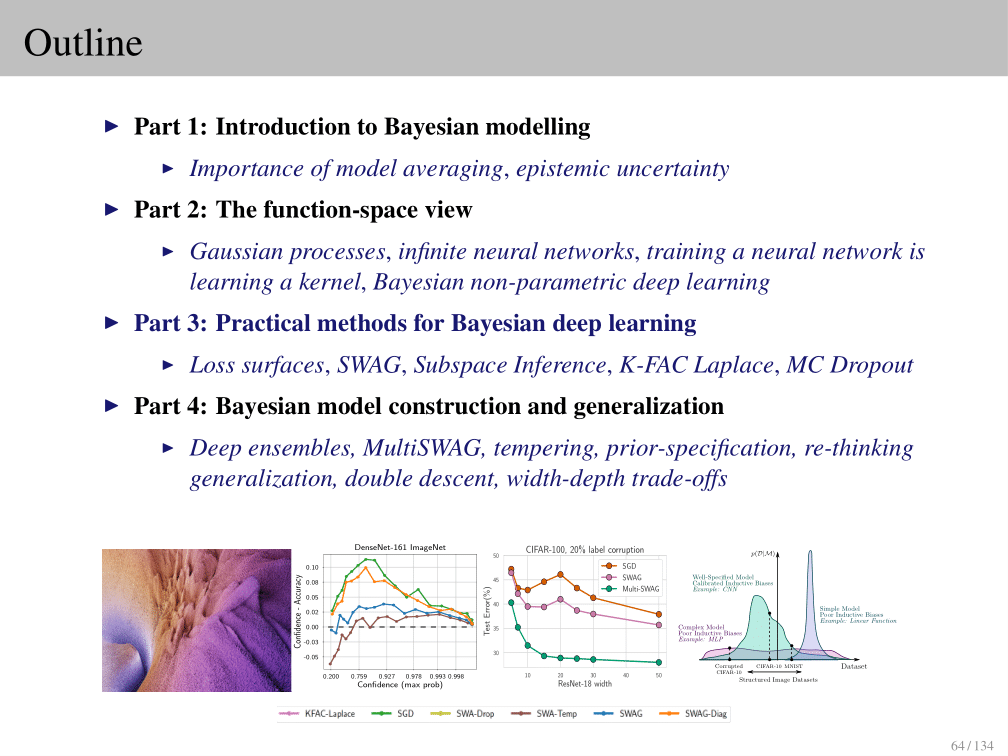 Outline
Part 1: Introduction to Bayesian modelling
Importance of model averaging, epistemic uncertainty
Part 2: The function-space view
Gaussian processes, infinite neural networks, training a neural network is
learning a kernel, Bayesian non-parametric deep learning
Part 3: Practical methods for Bayesian deep learning
Loss surfaces, SWAG, Subspace Inference, K-FAC Laplace, MC Dropout
Part 4: Bayesian model construction and generalization
Deep ensembles, MultiSWAG, tempering, prior-specification, re-thinking
generalization, double descent, width-depth trade-offs
DenseNet-161 ImageNet
Confidence - Accuracy
0.10
0.08
0.05
0.02
0.00
-0.03
-0.05
0.200 0.759 0.927 0.978 0.993 0.998
Confidence (max prob)
CIFAR-100, 20% label corruption
Test Error(%)
50
45
40
35
30
SGD
SWAG
Multi-SWAG
10 20 30 40 50
ResNet-18 width
p(D|M)
Well-Specified Model
Calibrated Inductive Biases
Example: CNN
Simple Model
Poor Inductive Biases
Example: Linear Function
Complex Model
Poor Inductive Biases
Example: MLP
Corrupted
CIFAR-10
CIFAR-10
MNIST
Dataset
Structured Image Datasets
KFAC-Laplace SGD SWA-Drop SWA-Temp SWAG SWAG-Diag
64 / 134